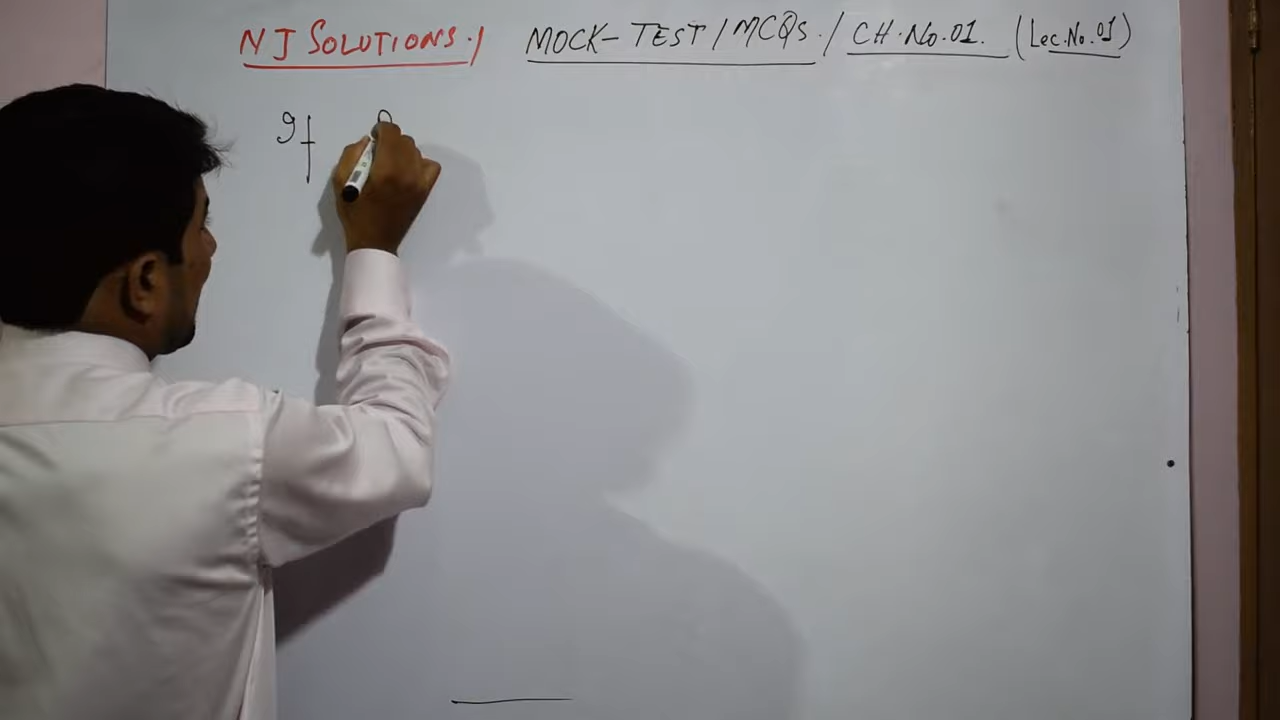 NJ SOLUTIONS. / MOCK-TEST/MCQs. / CH.No.01. (Lec.No.01)
If